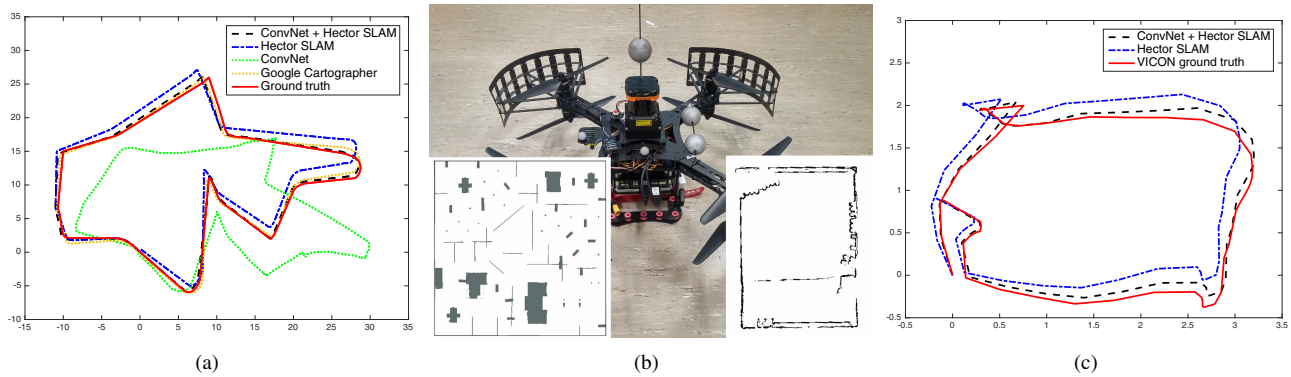 35
30
25
20
15
10
5
0
-5
-10
-15 -10 -5 0 5 10 15 20 25 30 35
ConvNet + Hector SLAM
Hector SLAM
ConvNet
Google Cartographer
Ground truth
(a)
(b)
3
2.5
2
1.5
1
0.5
0
-0.5
-0.5 0 0.5 1 1.5 2 2.5 3 3.5
ConvNet + Hector SLAM
Hector SLAM
VICON ground truth
(c)